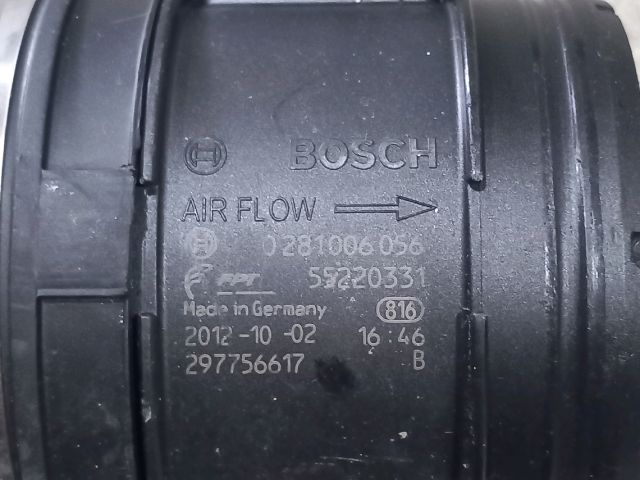 BOSCH
AIR FLOW
0 281 006 056
FPT 55220331
Made in Germany 816
2012-10-02 16:46
297756617 B